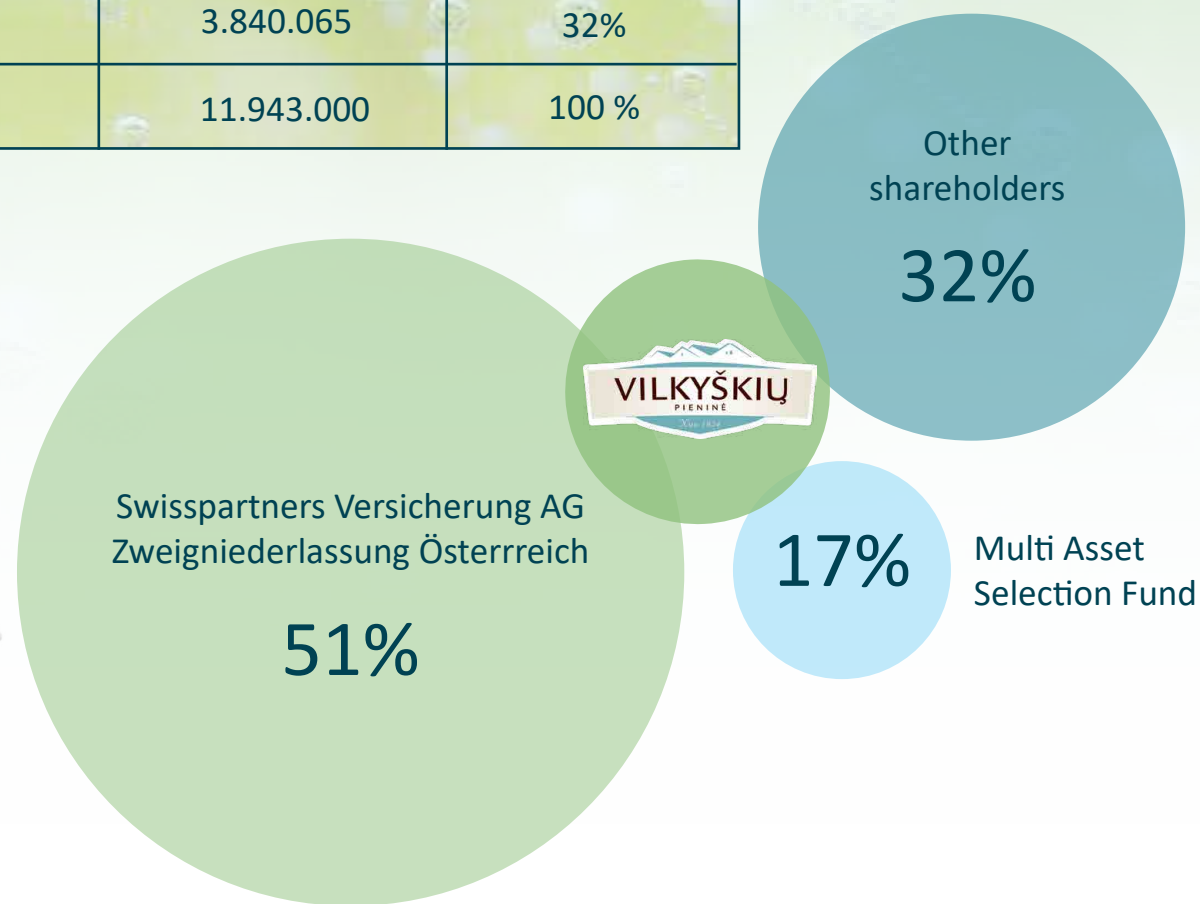 3.840.065 32%
11.943.000 100 %
Other
shareholders
32%
VILKYŠKIŲ
PIENINĖ
Swisspartners Versicherung AG
Zweigniederlassung Österrreich
51%
17%
Multi Asset
Selection Fund